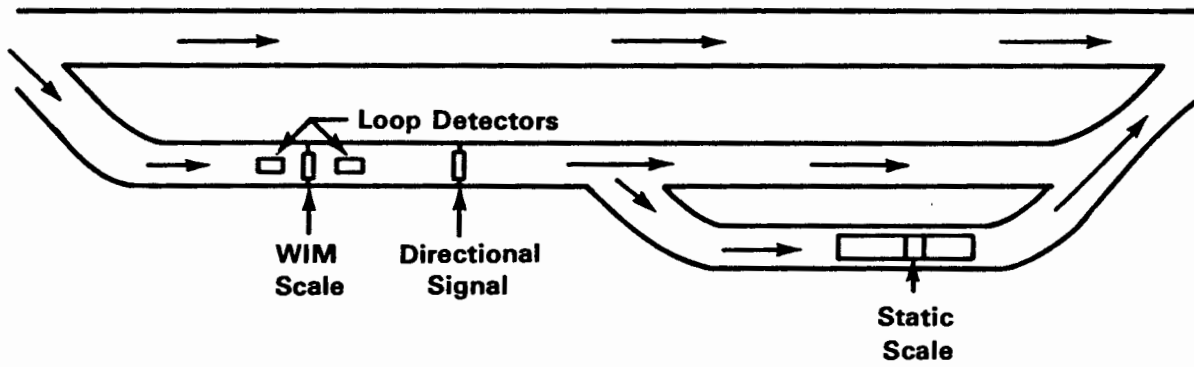 Loop Detectors
WIM
Scale
Directional
Signal
Static
Scale